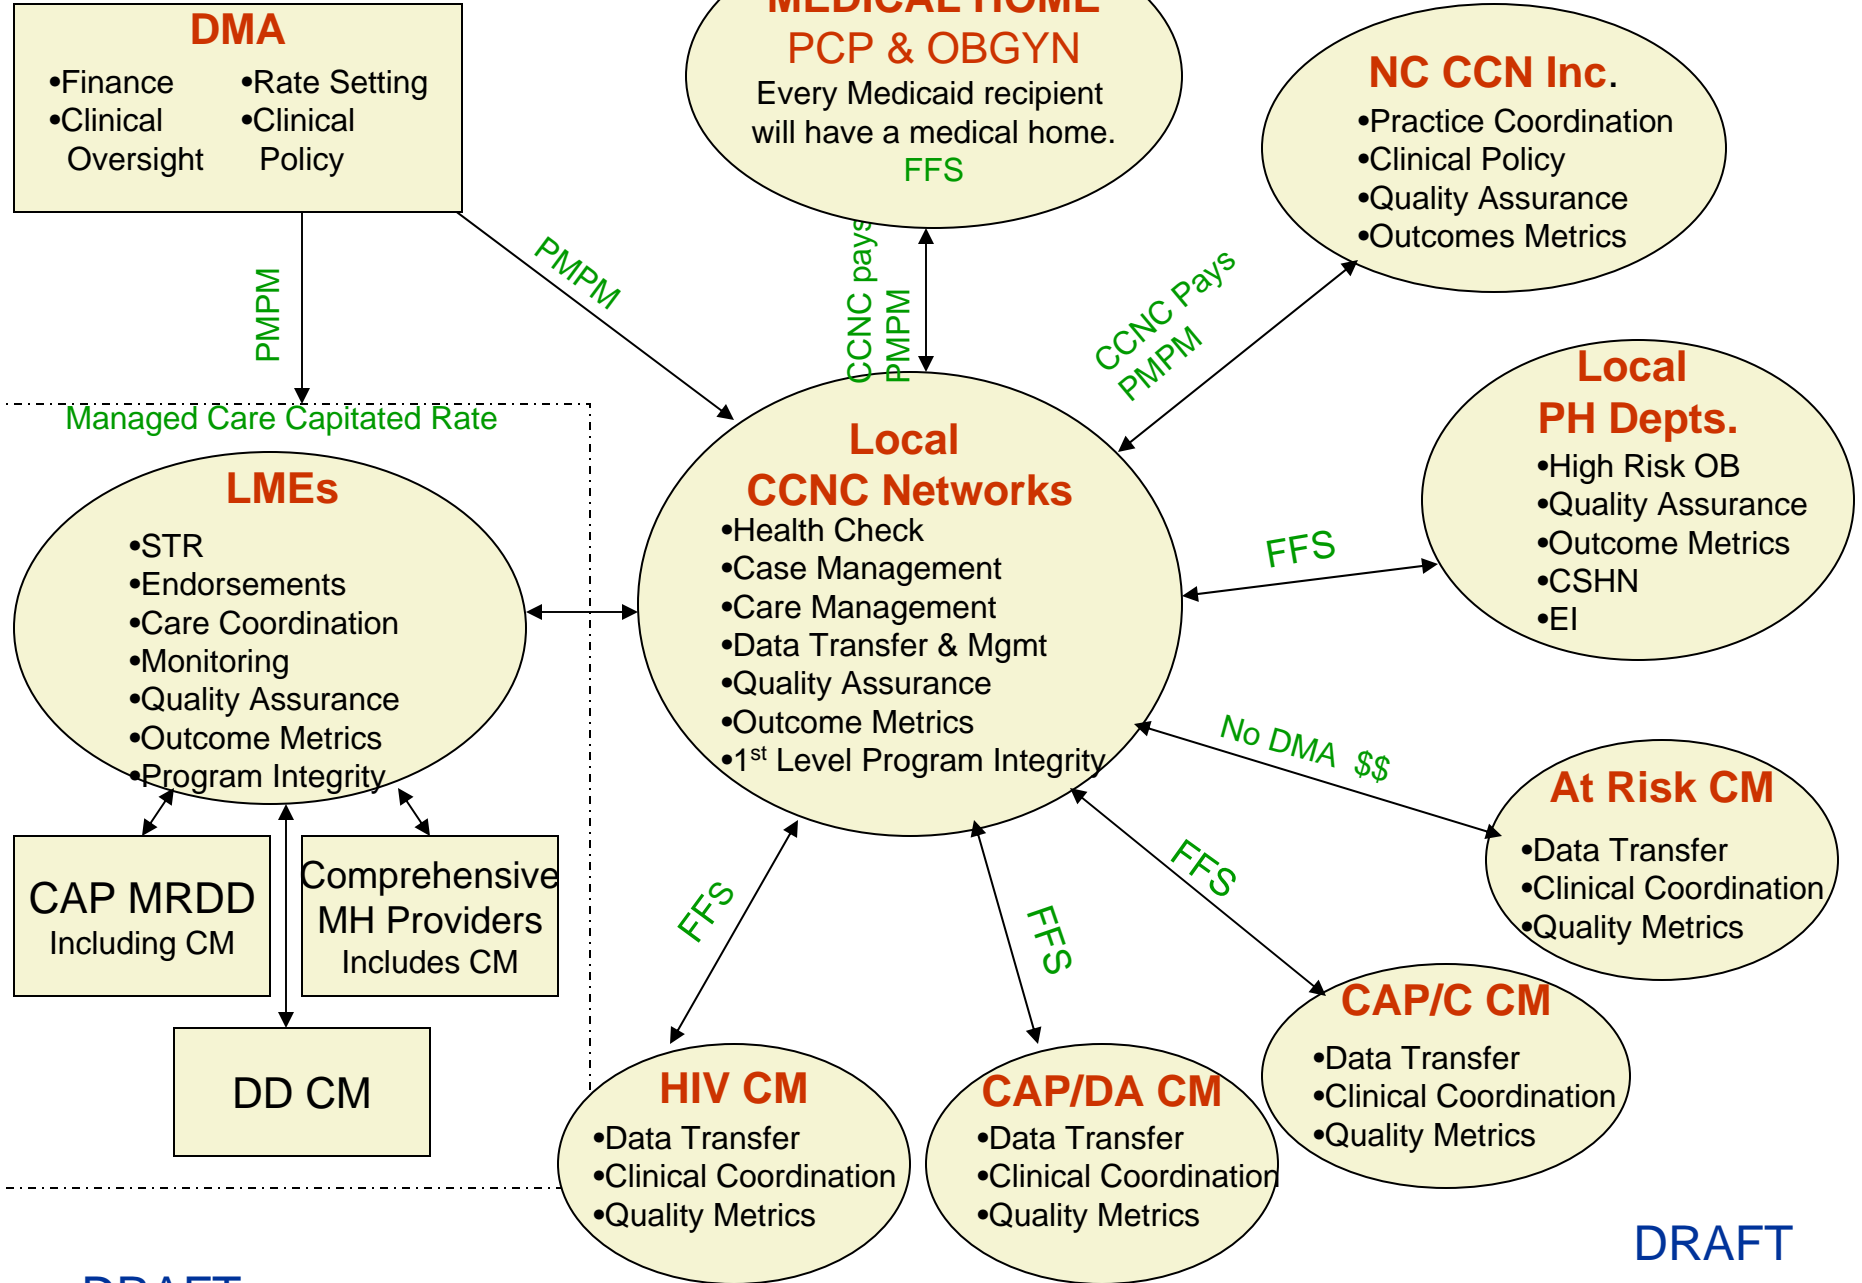 DMA
•Finance
•Clinical
Oversight
•Rate Setting
•Clinical
Policy
MEDICAL HOME
PCP & OBGYN
Every Medicaid recipient
will have a medical home.
FFS
NC CCN Inc.
•Practice Coordination
•Clinical Policy
•Quality Assurance
•Outcomes Metrics
PMPM
PMPM
CCNC pays
PMPM
CCNC Pays
PMPM
Managed Care Capitated Rate
LMEs
•STR
•Endorsements
•Care Coordination
•Monitoring
•Quality Assurance
•Outcome Metrics
•Program Integrity
Local
CCNC Networks
•Health Check
•Case Management
•Care Management
•Data Transfer & Mgmt
•Quality Assurance
•Outcome Metrics
•1st Level Program Integrity
Local
PH Depts.
•High Risk OB
•Quality Assurance
•Outcome Metrics
•CSHN
•EI
FFS
No DMA $$
At Risk CM
•Data Transfer
•Clinical Coordination
•Quality Metrics
CAP MRDD
Including CM
Comprehensive
MH Providers
Includes CM
DD CM
FFS
FFS
FFS
CAP/C CM
•Data Transfer
•Clinical Coordination
•Quality Metrics
HIV CM
•Data Transfer
•Clinical Coordination
•Quality Metrics
CAP/DA CM
•Data Transfer
•Clinical Coordination
•Quality Metrics
DRAFT
DRAFT